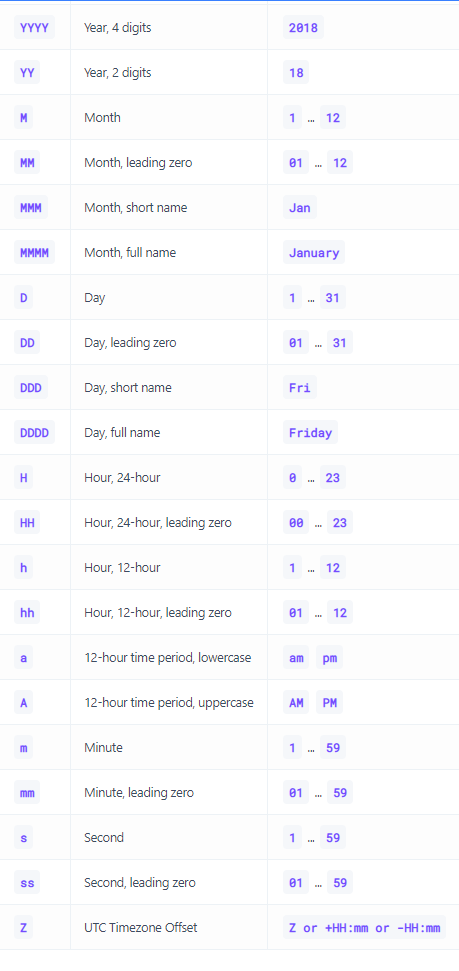 YYYY Year, 4 digits 2018
YY Year, 2 digits 18
M Month 1 … 12
MM Month, leading zero 01 … 12
MMM Month, short name Jan
MMMM Month, full name January
D Day 1 … 31
DD Day, leading zero 01 … 31
DDD Day, short name Fri
DDDD Day, full name Friday
H Hour, 24-hour 0 … 23
HH Hour, 24-hour, leading zero 00 … 23
h Hour, 12-hour 1 … 12
hh Hour, 12-hour, leading zero 01 … 12
a 12-hour time period, lowercase am pm
A 12-hour time period, uppercase AM PM
m Minute 1 … 59
mm Minute, leading zero 01 … 59
s Second 1 … 59
ss Second, leading zero 01 … 59
Z UTC Timezone Offset Z or +HH:mm or -HH:mm